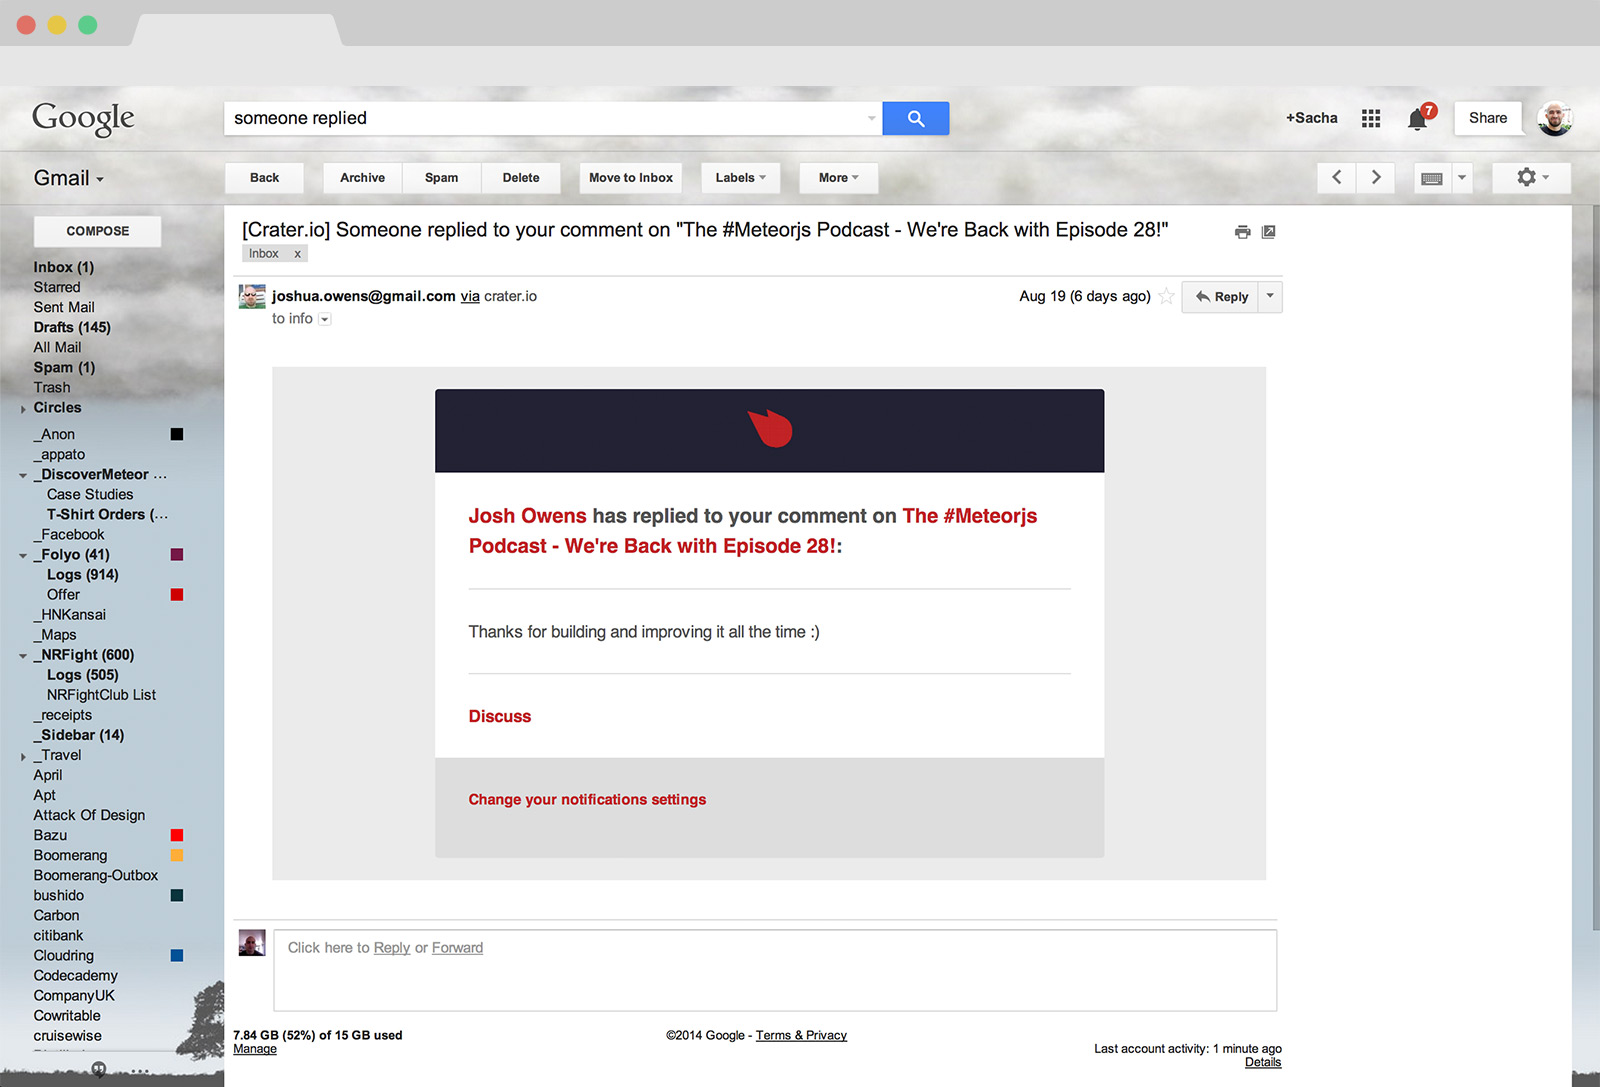 Google
someone replied
+Sacha
7
Share
Gmail
Back
Archive
Spam
Delete
Move to Inbox
Labels
More
COMPOSE
Inbox (1)
Starred
Sent Mail
Drafts (145)
All Mail
Spam (1)
Trash
Circles
_Anon
_appato
_DiscoverMeteor ...
Case Studies
T-Shirt Orders (...
_Facebook
_Folyo (41)
Logs (914)
Offer
_HNKansai
_Maps
_NRFight (600)
Logs (505)
NRFightClub List
_receipts
_Sidebar (14)
_Travel
April
Apt
Attack Of Design
Bazu
Boomerang
Boomerang-Outbox
bushido
Carbon
citibank
Cloudring
Codecademy
CompanyUK
Cowritable
cruisewise
[Crater.io] Someone replied to your comment on "The #Meteorjs Podcast - We're Back with Episode 28!"
Inbox x
joshua.owens@gmail.com via crater.io
Aug 19 (6 days ago)
Reply
to info
Josh Owens has replied to your comment on The #Meteorjs
Podcast - We're Back with Episode 28!:
Thanks for building and improving it all the time :)
Discuss
Change your notifications settings
Click here to Reply or Forward
7.84 GB (52%) of 15 GB used
Manage
©2014 Google - Terms & Privacy
Last account activity: 1 minute ago
Details